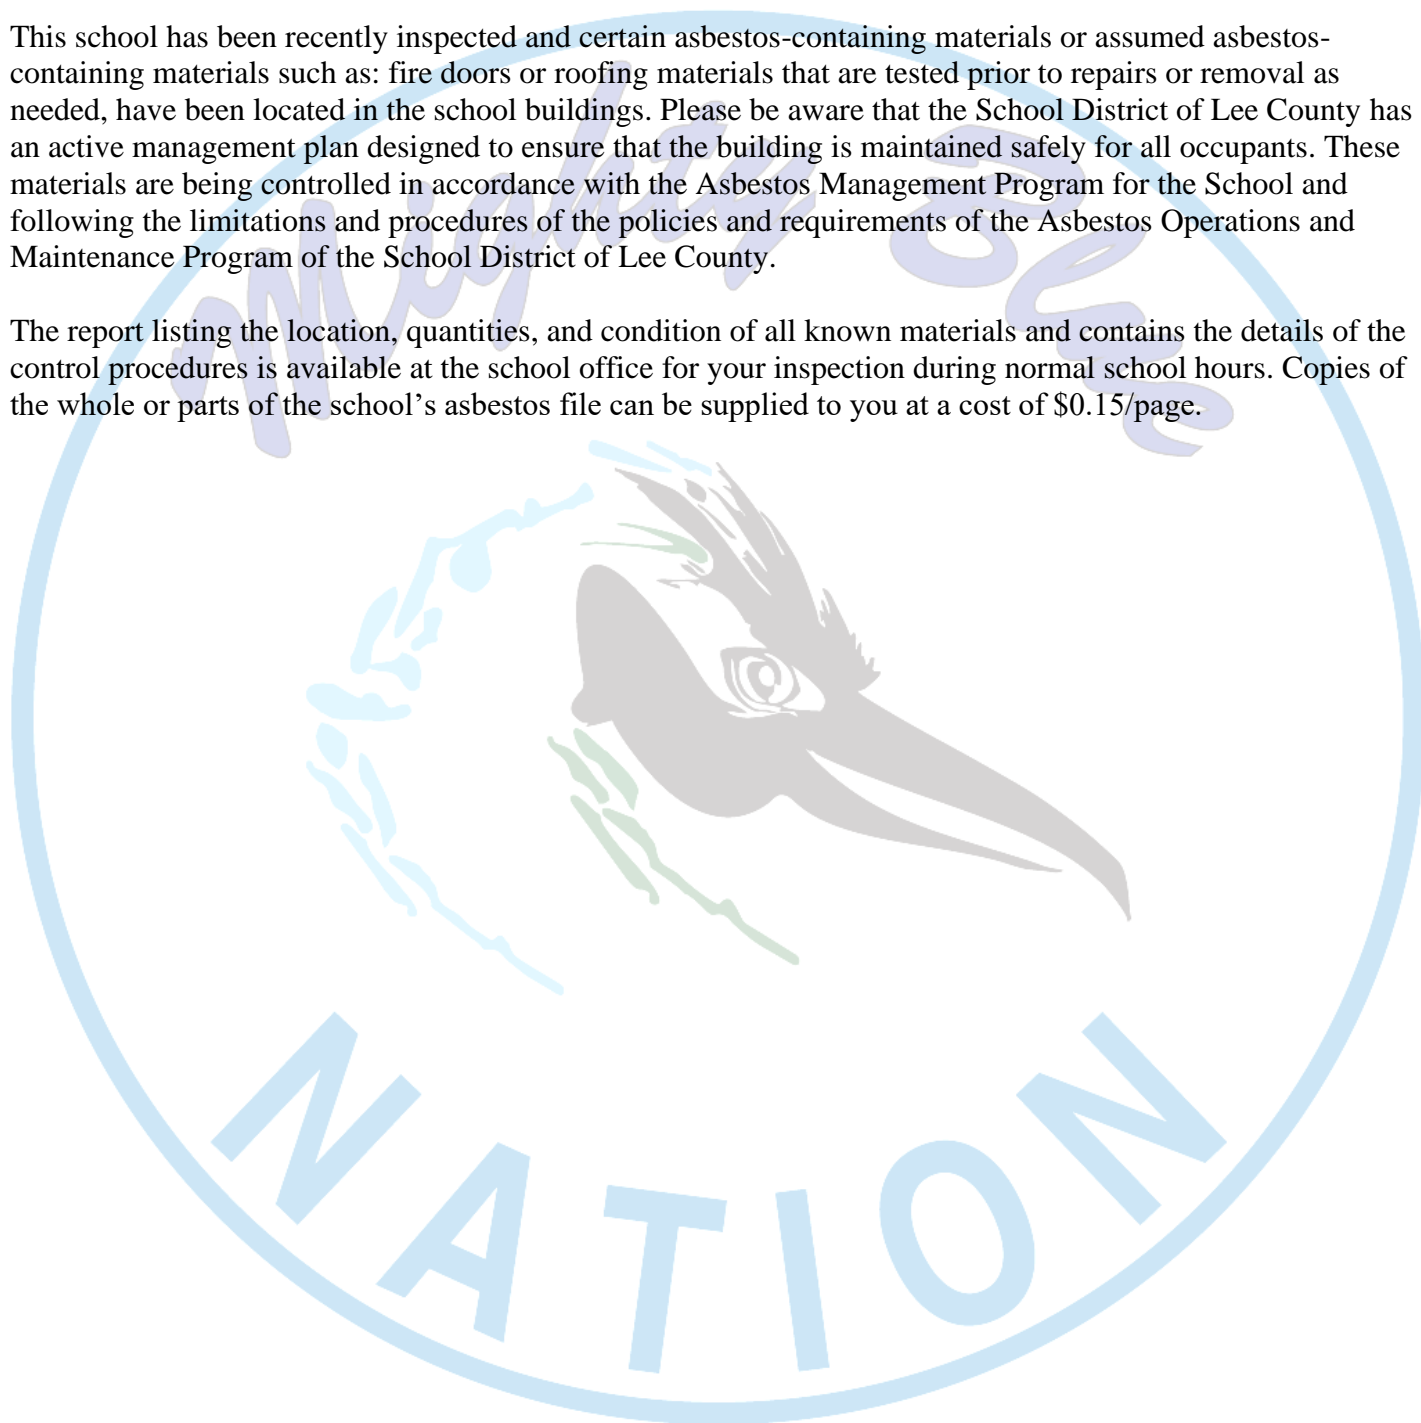 This school has been recently inspected and certain asbestos-containing materials or assumed asbestos-
containing materials such as: fire doors or roofing materials that are tested prior to repairs or removal as
needed, have been located in the school buildings. Please be aware that the School District of Lee County has
an active management plan designed to ensure that the building is maintained safely for all occupants. These
materials are being controlled in accordance with the Asbestos Management Program for the School and
following the limitations and procedures of the policies and requirements of the Asbestos Operations and
Maintenance Program of the School District of Lee County.
The report listing the location, quantities, and condition of all known materials and contains the details of the
control procedures is available at the school office for your inspection during normal school hours. Copies of
the whole or parts of the school’s asbestos file can be supplied to you at a cost of $0.15/page.
Mighty Blue
NATION